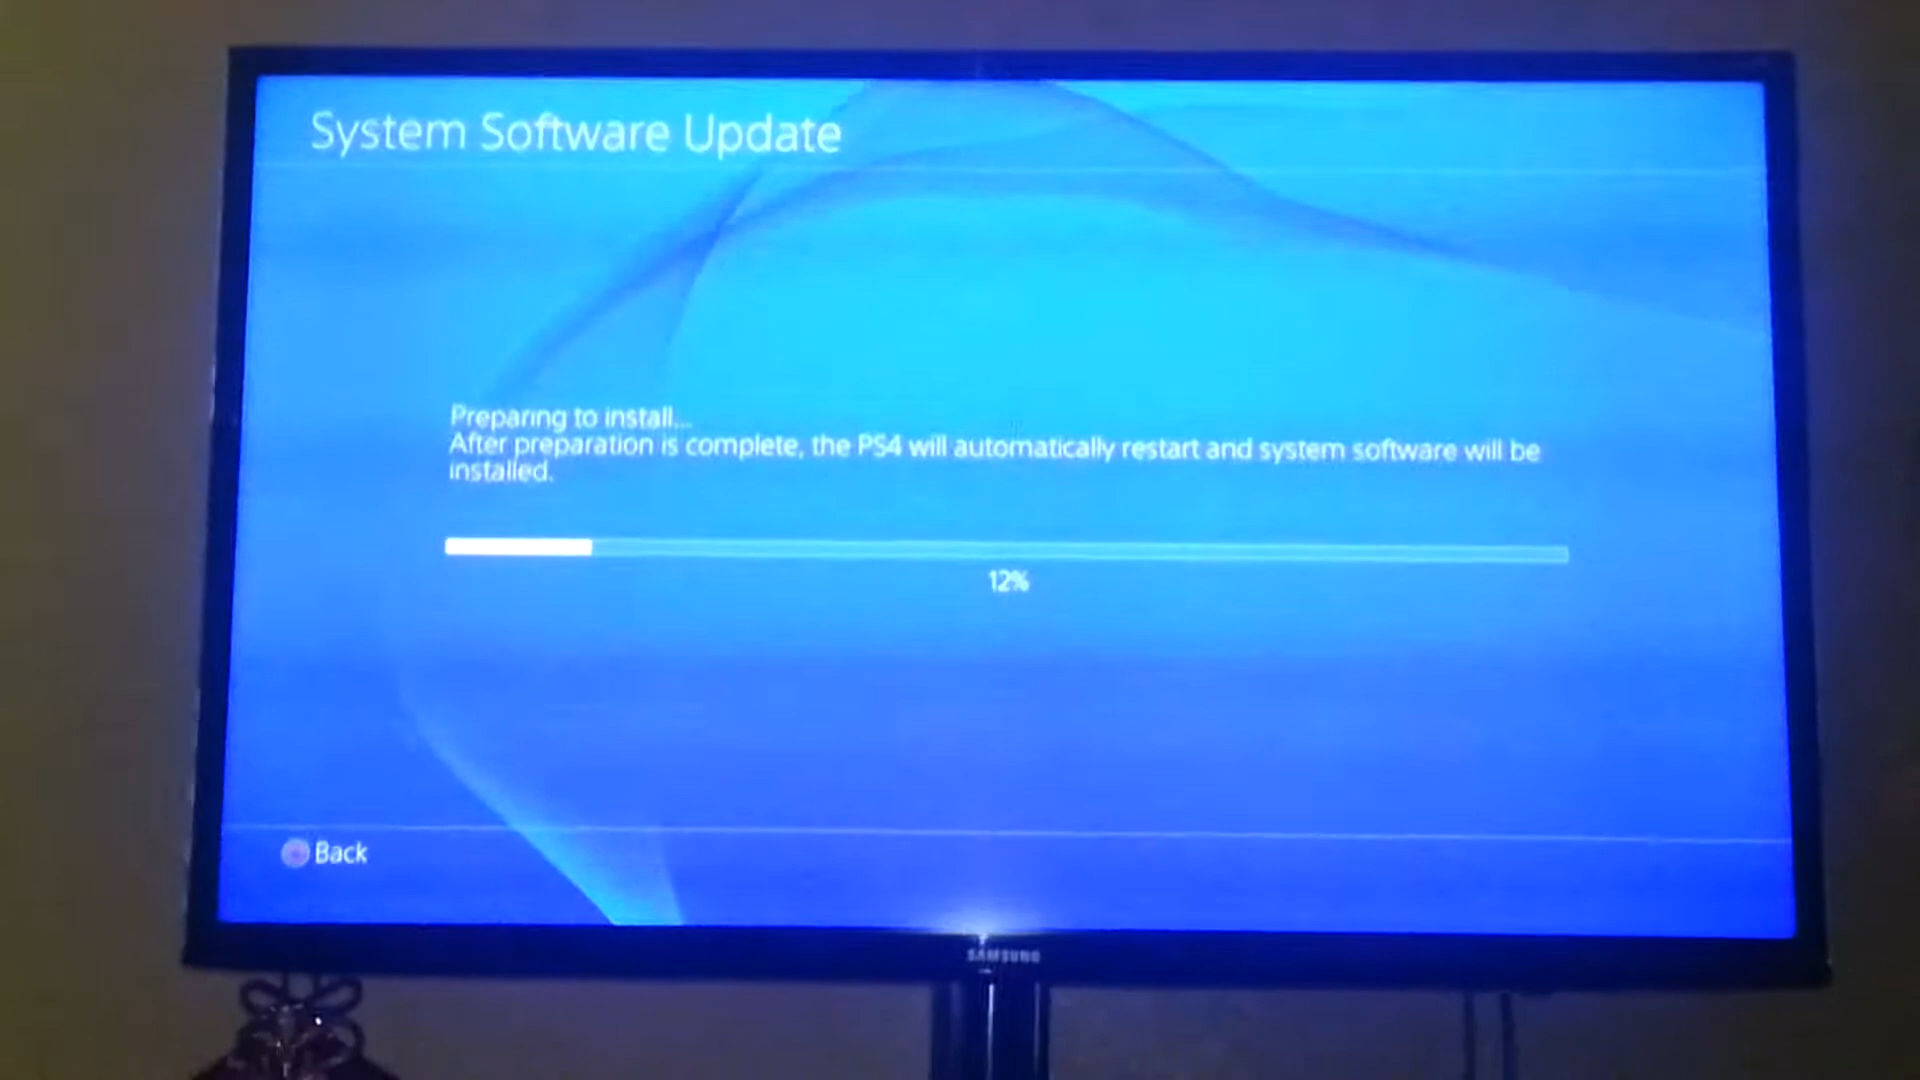 System Software Update
Preparing to install...
After preparation is complete, the PS4 will automatically restart and system software will be
installed.
12%
Back
SAMSUNG